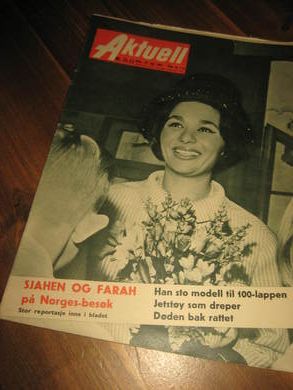 Aktuell
SJAHEN OG FARAH
på Norges-besøk
Stor reportasje inne i bladet
Han sto modell til 100-lappen
Jetstøy som dreper
Døden bak rattet